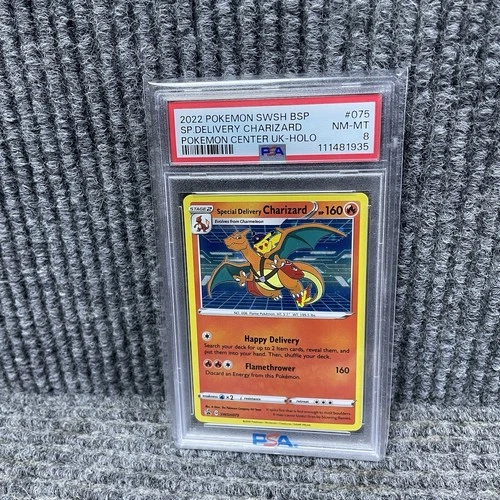 2022 POKEMON SWSH BSP #075
SP.DELIVERY CHARIZARD NM-MT
POKEMON CENTER UK-HOLO 8
PSA 111481935
STAGE 2 Special Delivery Charizard HP 160
Evolves from Charmeleon
Happy Delivery
Search your deck for up to 2 Item cards, reveal them, and
put them into your hand. Then, shuffle your deck.
Flamethrower 160
Discard an Energy from this Pokémon.
×2
PSA